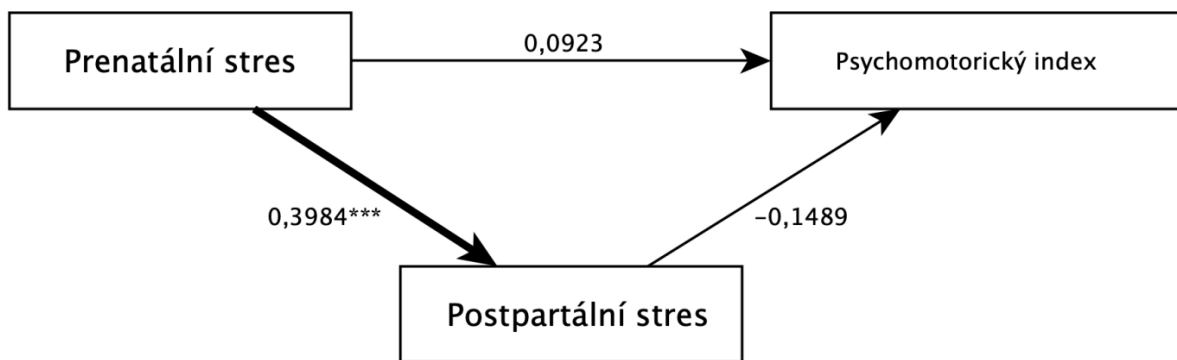 Prenatální stres
0,0923
Psychomotorický index
0,3984***
−0,1489
Postpartální stres